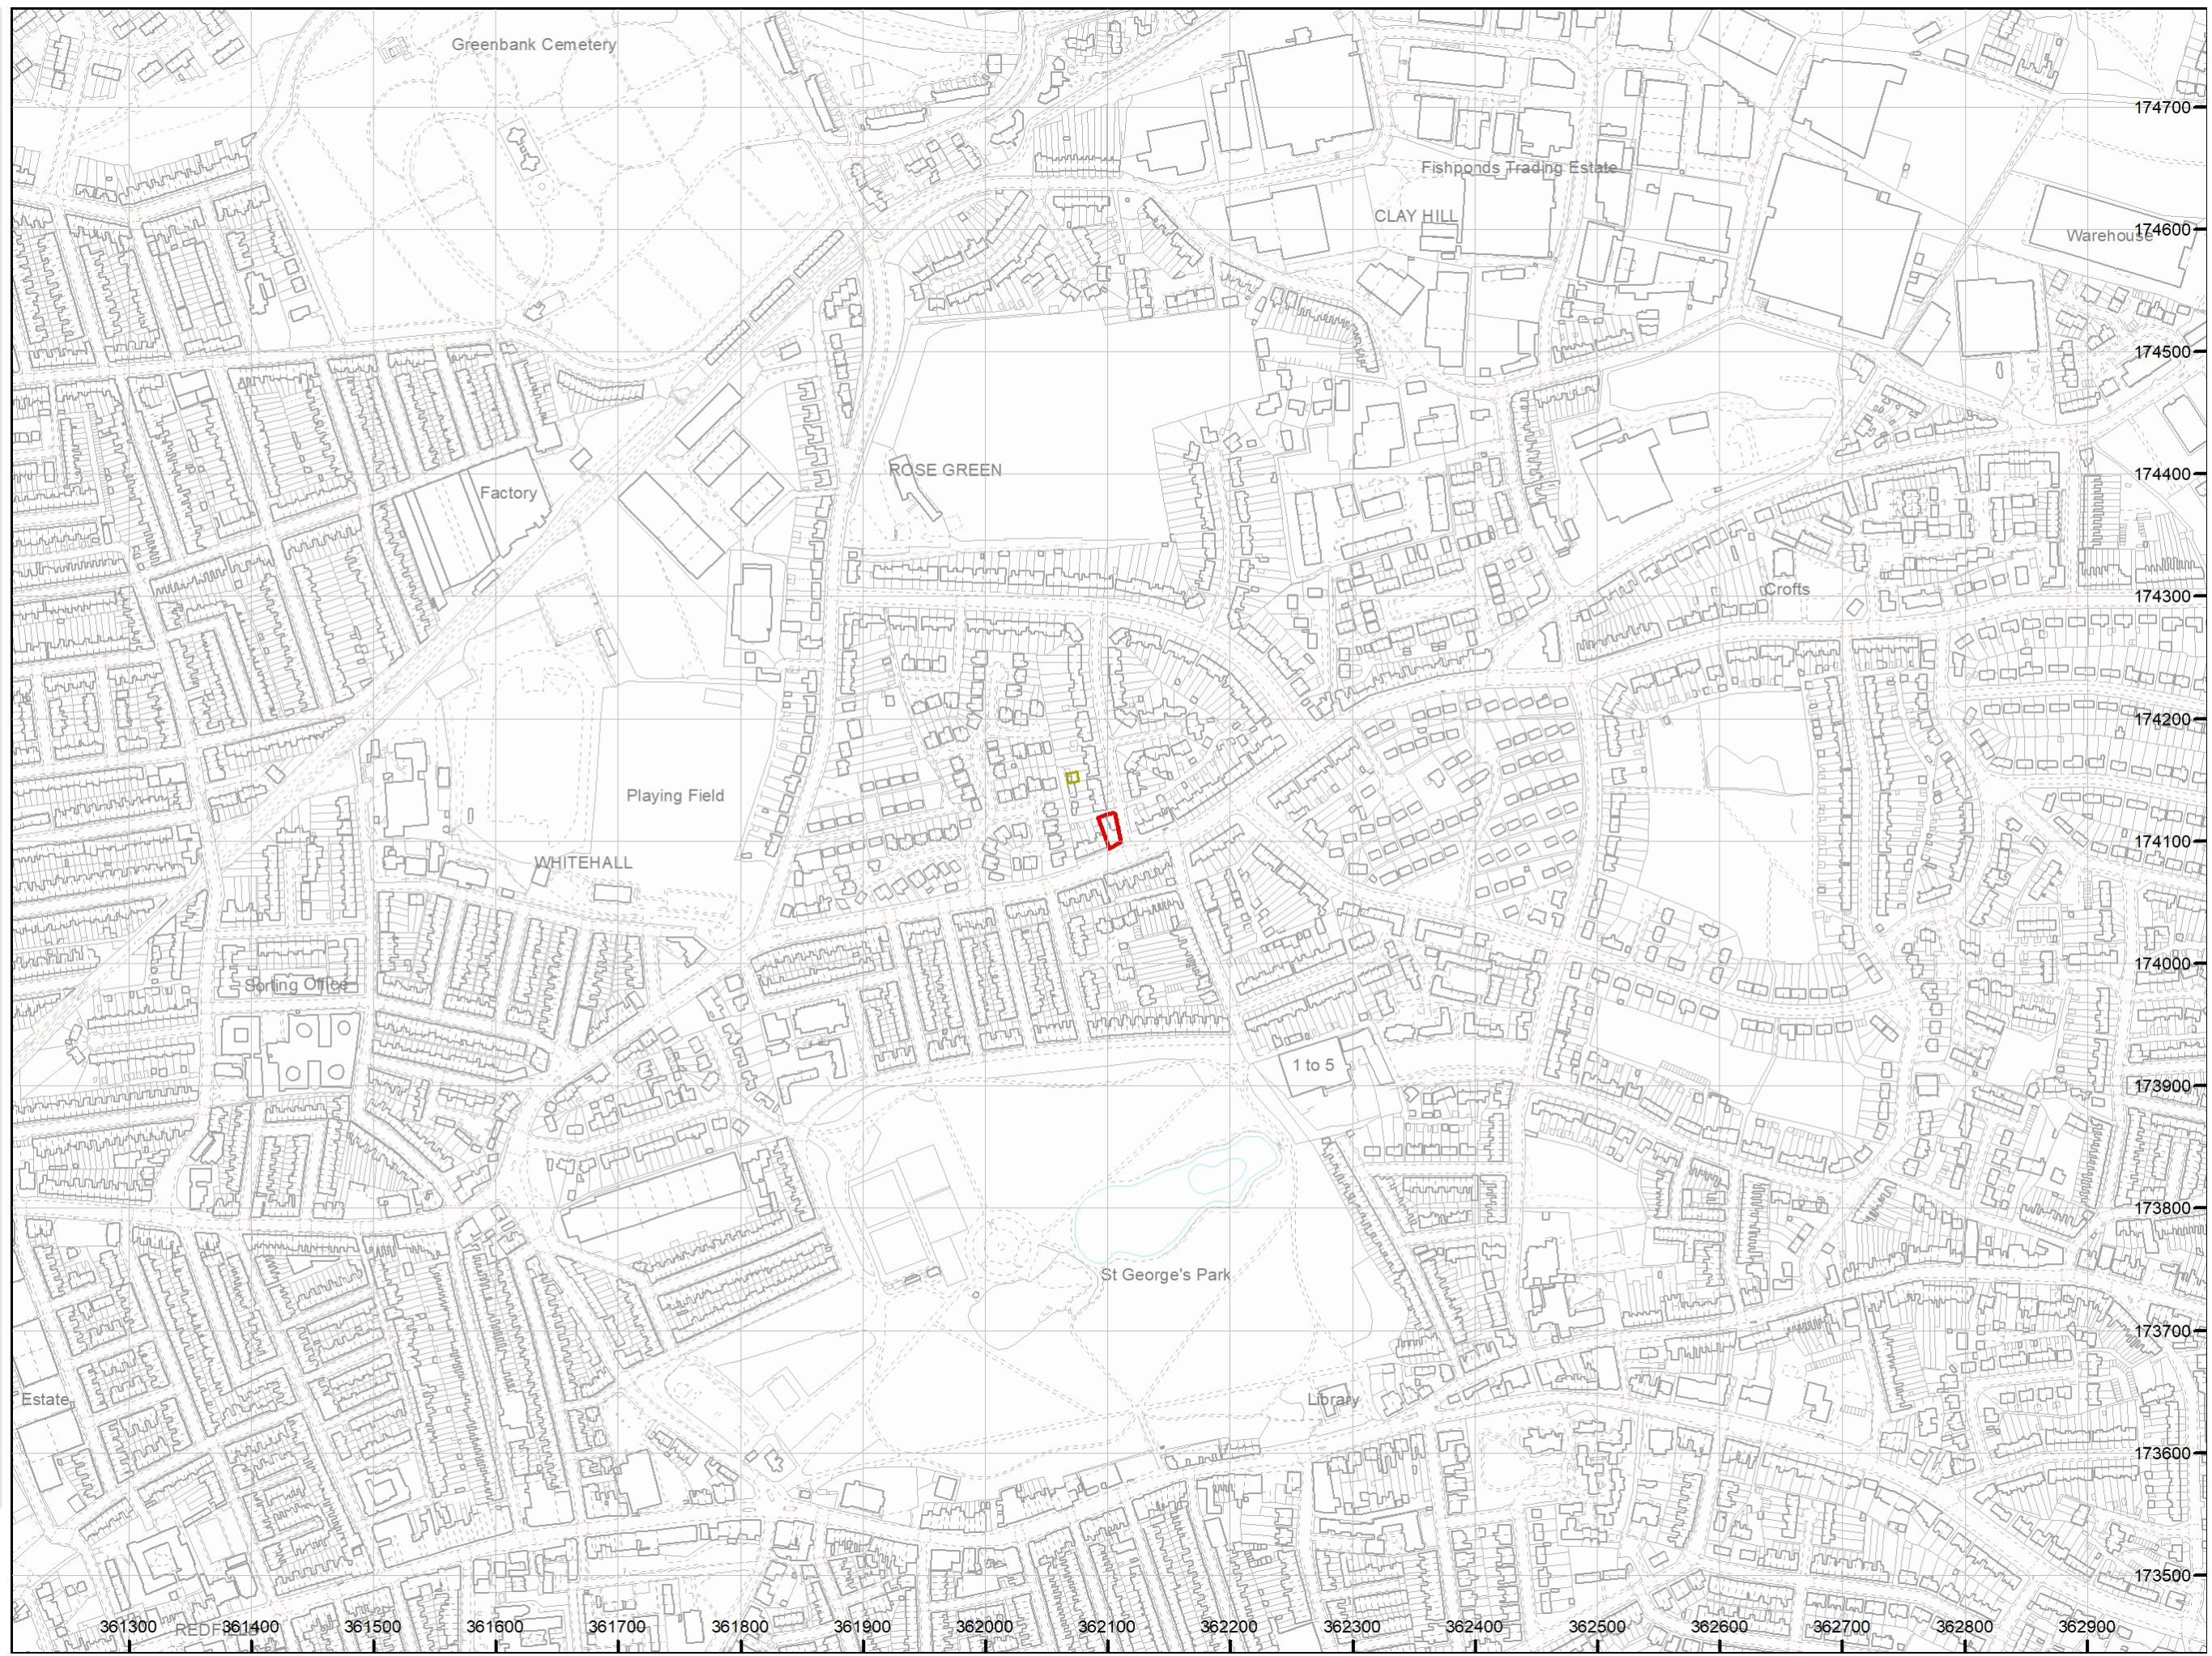 Greenbank Cemetery
174700
Fishponds Trading Estate
CLAY HILL
174600
Warehouse
174500
ROSE GREEN
174400
Factory
Crofts
174300
174200
Playing Field
174100
WHITEHALL
174000
Sorting Office
1 to 5
173900
173800
St George's Park
173700
Estate
Library
173600
173500
361300 361400 361500 361600 361700 361800 361900 362000 362100 362200 362300 362400 362500 362600 362700 362800 362900